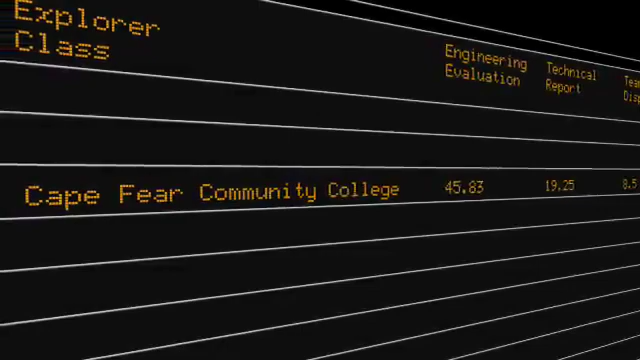 Explorer
Class
Engineering
Evaluation
Technical
Report
Cape Fear Community College 45.83 19.25 8.5